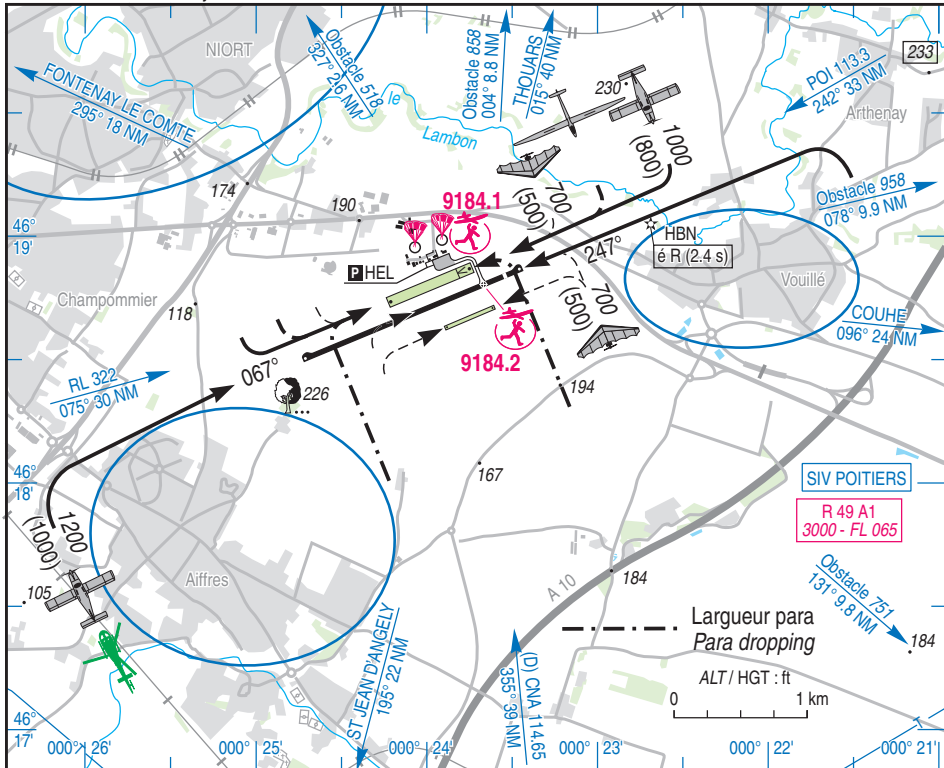 NIORT
FONTENAY LE COMTE
295° 18 NM
Obstacle 518
327° 2.6 NM
le
Lambon
Obstacle 858
004° 8.8 NM
THOUARS
015° 40 NM
230
POI 113.3
242° 33 NM
233
Arthenay
1000
(800)
174
190
9184.1
700
(500)
Obstacle 958
078° 9.9 NM
46°
19'
P HEL
247°
HBN
é R (2.4 s)
Vouillé
Champommier
118
700
(500)
COUHE
096° 24 NM
067°
9184.2
RL 322
075° 30 NM
226
194
167
46°
18'
SIV POITIERS
R 49 A1
3000 - FL 065
1200
(1000)
Aiffres
105
A 10
184
Obstacle 751
131° 9.8 NM
184
Largueur para
Para dropping
ALT / HGT : ft
0
1 km
ST JEAN D'ANGELY
195° 22 NM
(D) CNA 114.65
355° 39 NM
46°
17'
000° 26'
000° 25'
000° 24'
000° 23'
000° 22'
000° 21'